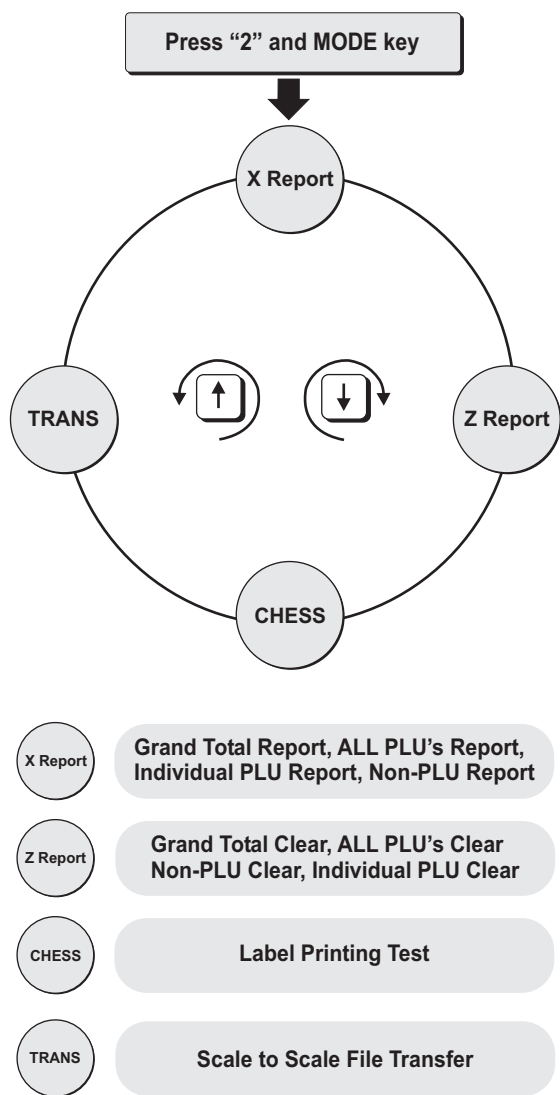 Press “2” and MODE key
X Report
TRANS
Z Report
CHESS
X Report
Grand Total Report, ALL PLU’s Report,
Individual PLU Report, Non-PLU Report
Z Report
Grand Total Clear, ALL PLU’s Clear
Non-PLU Clear, Individual PLU Clear
CHESS
Label Printing Test
TRANS
Scale to Scale File Transfer